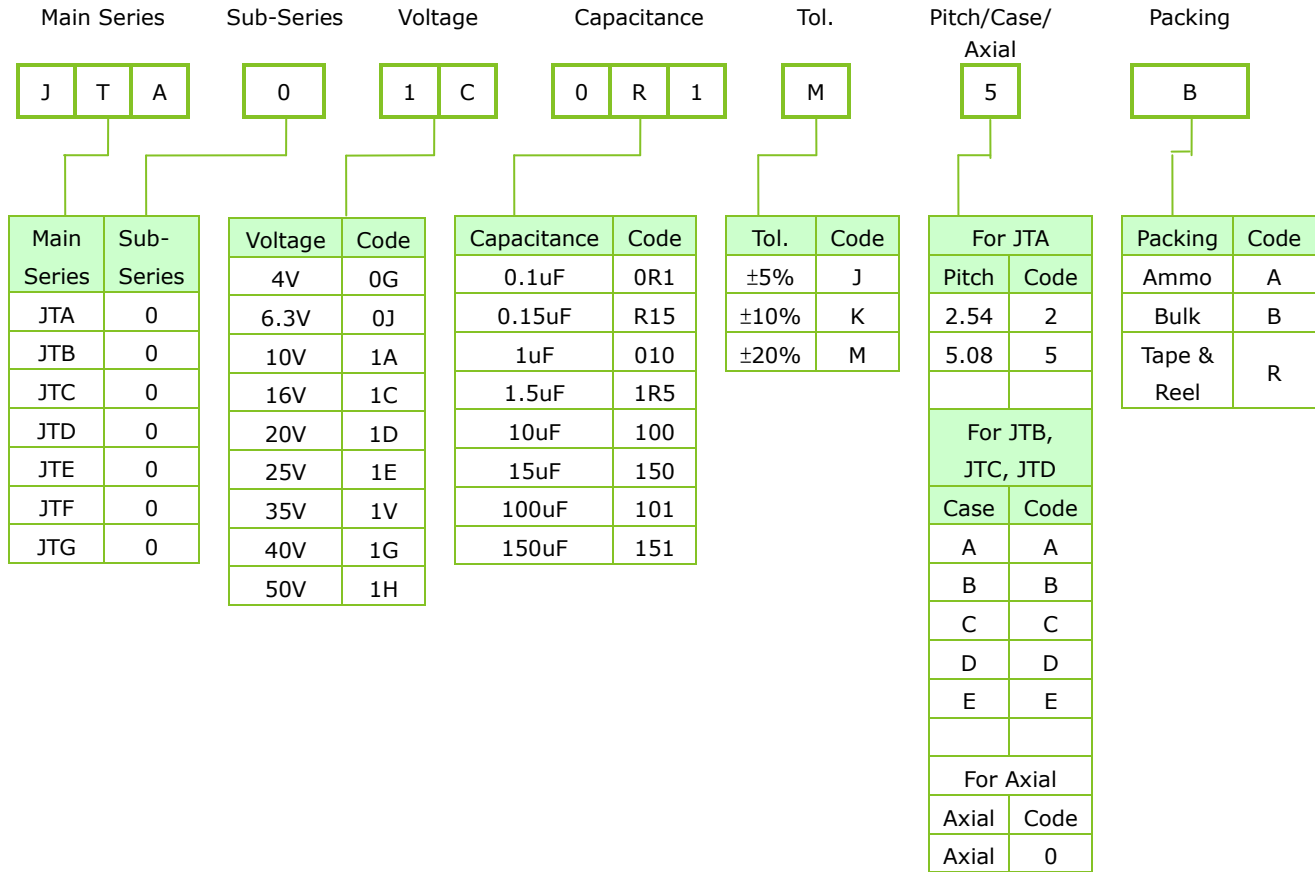 Main Series Sub-Series Voltage Capacitance Tol. Pitch/Case/ Packing
Axial
J T A 0 1 C 0 R 1 M 5 B
Main Sub-
Series Series
JTA 0
JTB 0
JTC 0
JTD 0
JTE 0
JTF 0
JTG 0
Voltage Code
4V 0G
6.3V 0J
10V 1A
16V 1C
20V 1D
25V 1E
35V 1V
40V 1G
50V 1H
Capacitance Code
0.1uF 0R1
0.15uF R15
1uF 010
1.5uF 1R5
10uF 100
15uF 150
100uF 101
150uF 151
Tol. Code
±5% J
±10% K
±20% M
For JTA
Pitch Code
2.54 2
5.08 5
For JTB,
JTC, JTD
Case Code
A A
B B
C C
D D
E E
For Axial
Axial Code
Axial 0
Packing Code
Ammo A
Bulk B
Tape &
Reel R